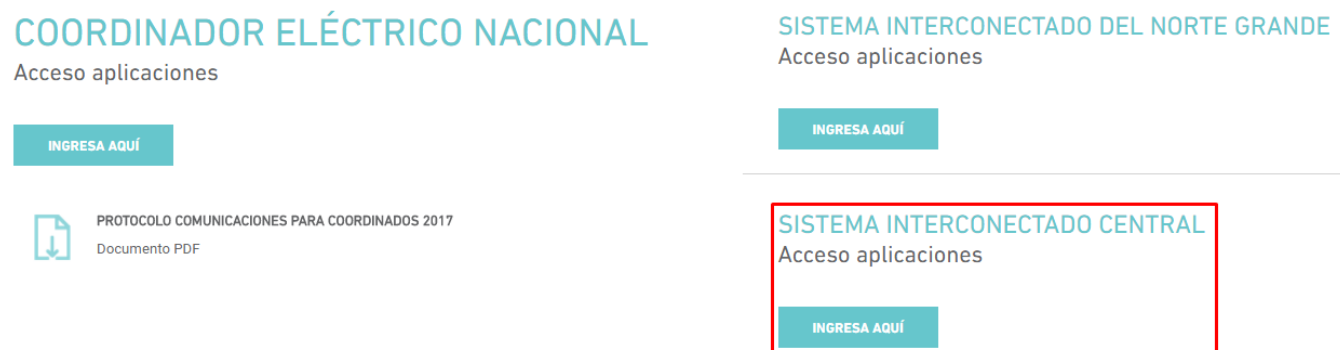 COORDINADOR ELÉCTRICO NACIONAL
Acceso aplicaciones
INGRESA AQUÍ
PROTOCOLO COMUNICACIONES PARA COORDINADOS 2017
Documento PDF
SISTEMA INTERCONECTADO DEL NORTE GRANDE
Acceso aplicaciones
INGRESA AQUÍ
SISTEMA INTERCONECTADO CENTRAL
Acceso aplicaciones
INGRESA AQUÍ